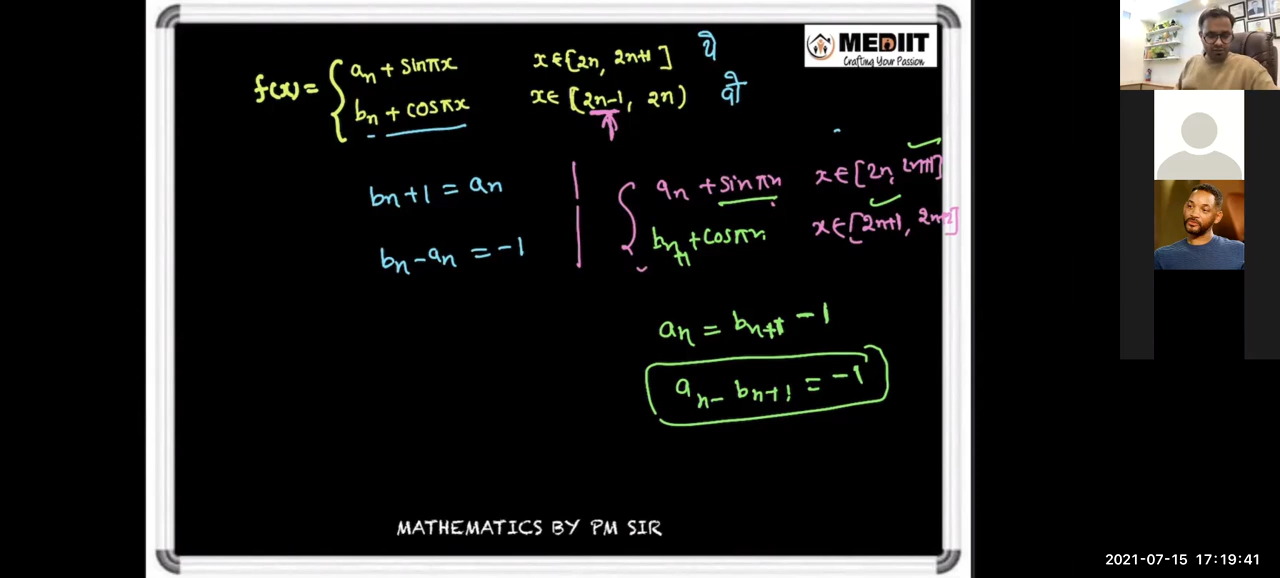 f(x) = { aₙ + sinπx x∈[2n, 2n+1] ये
bₙ + cosπx x∈[2n-1, 2n) वो
MEDIIT
Crafting Your Passion
bn+1 = an
bn - an = -1
{ an + sinπn x∈[2n, 2n+1]
bn+1 + cosπx x∈[2n+1, 2n+2]
an = bn+1 - 1
an - bn+1 = -1
MATHEMATICS BY PM SIR
2021-07-15 17:19:41